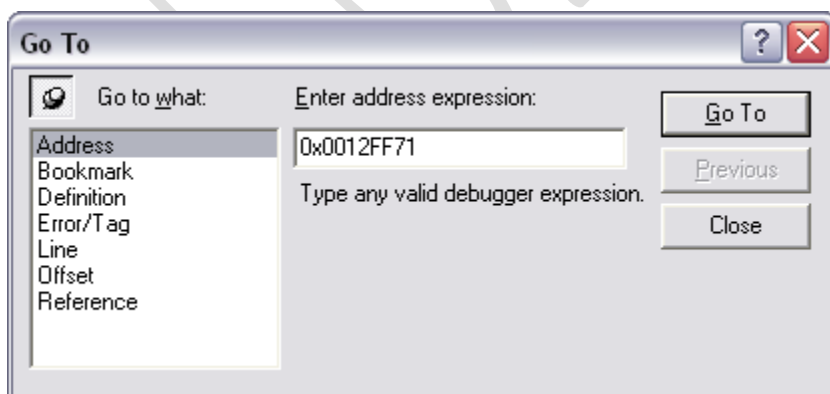 Go To
Go to what:
Address
Bookmark
Definition
Error/Tag
Line
Offset
Reference
Enter address expression:
0x0012FF71
Type any valid debugger expression.
Go To
Previous
Close